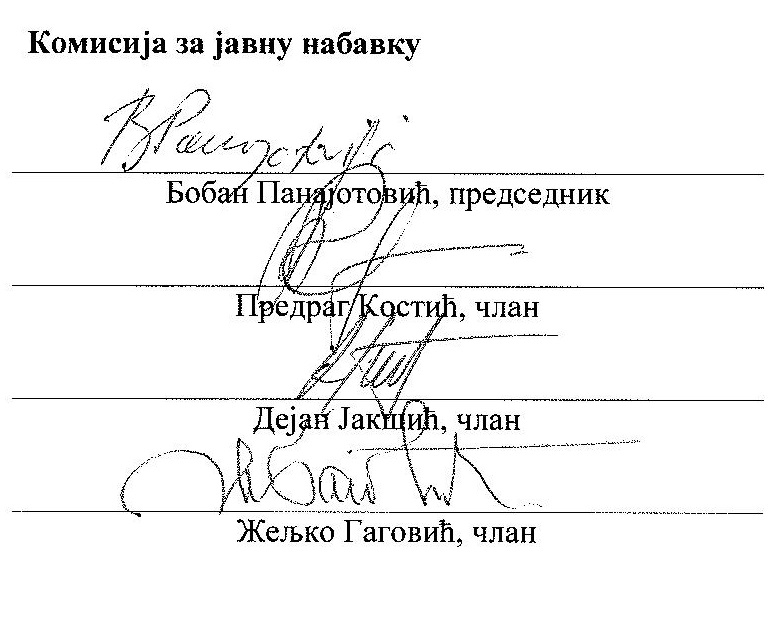 Комисија за јавну набавку
Бобан Панајотовић, председник
Предраг Костић, члан
Дејан Јакшић, члан
Жељко Гаговић, члан